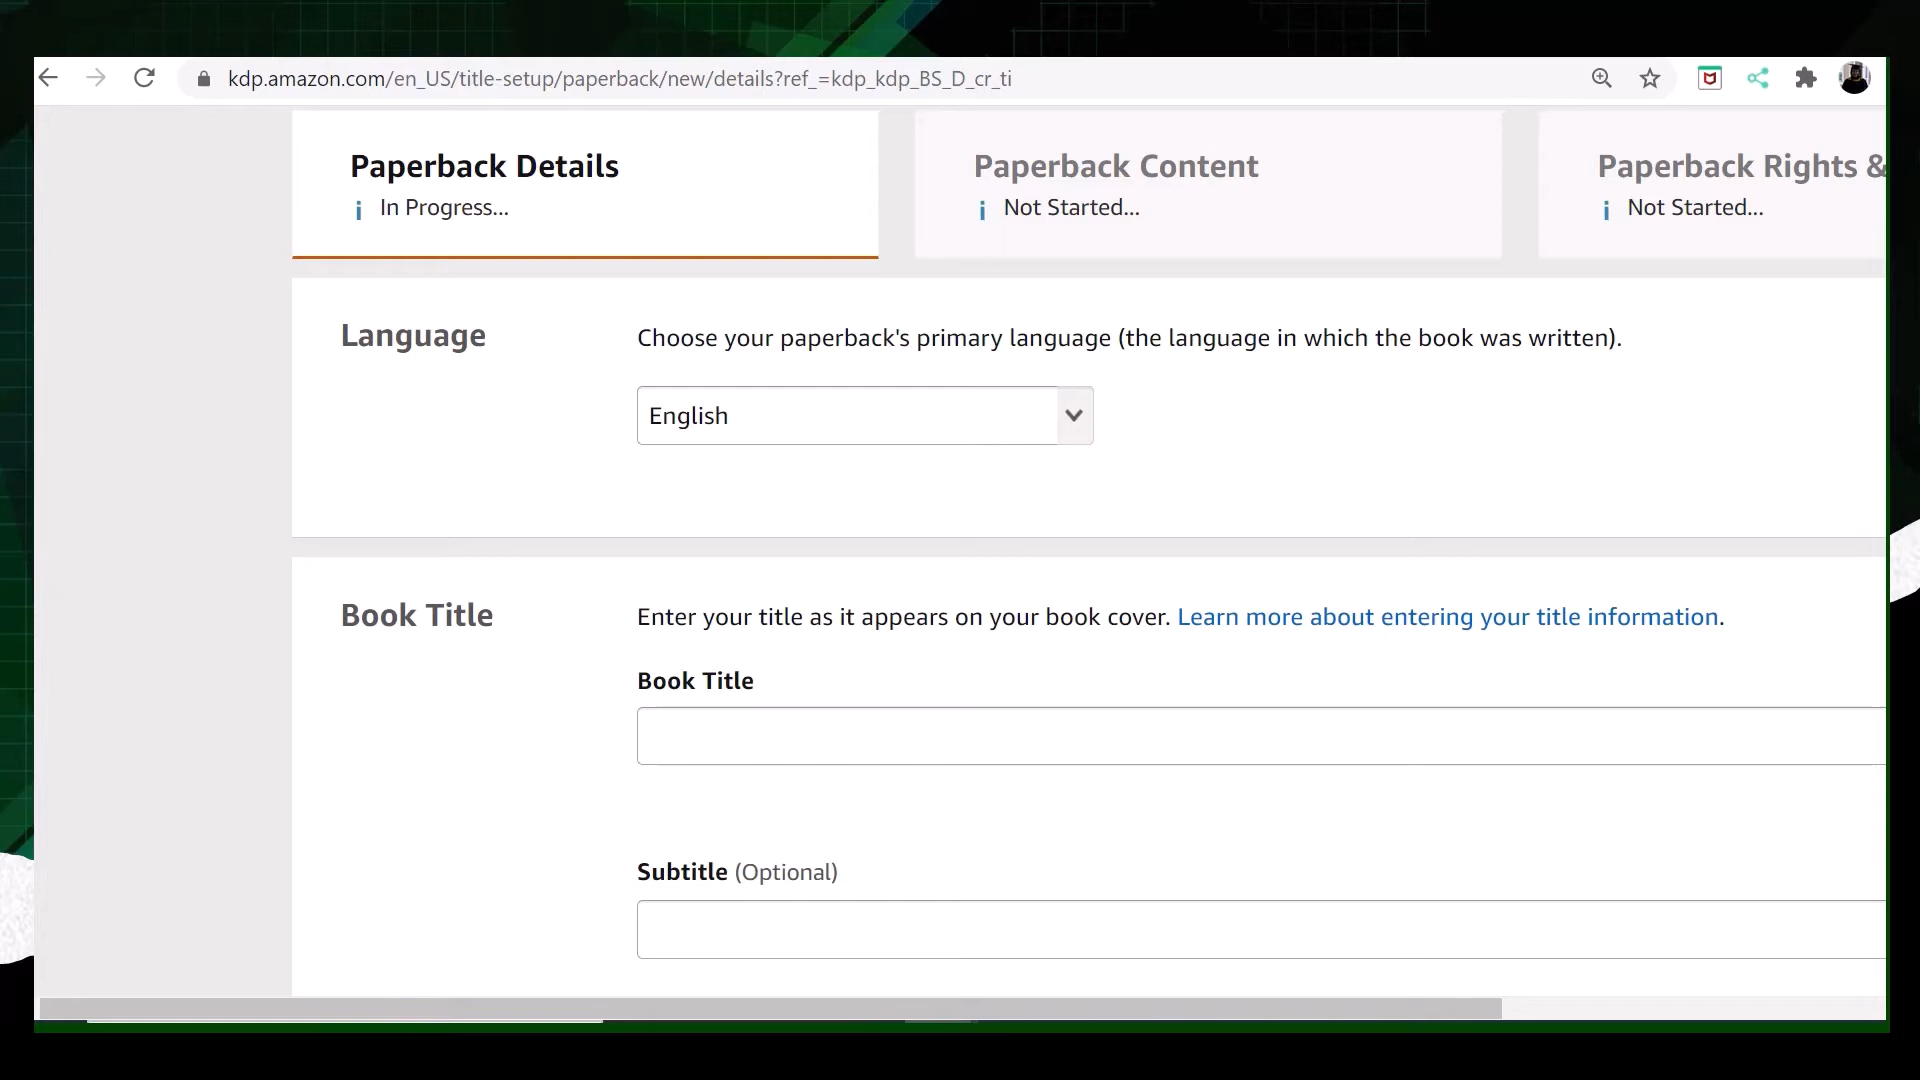 kdp.amazon.com/en_US/title-setup/paperback/new/details?ref_=kdp_kdp_BS_D_cr_ti
Paperback Details
i In Progress...
Paperback Content
i Not Started...
Paperback Rights &
i Not Started...
Language
Choose your paperback's primary language (the language in which the book was written).
English
Book Title
Enter your title as it appears on your book cover. Learn more about entering your title information.
Book Title
Subtitle (Optional)